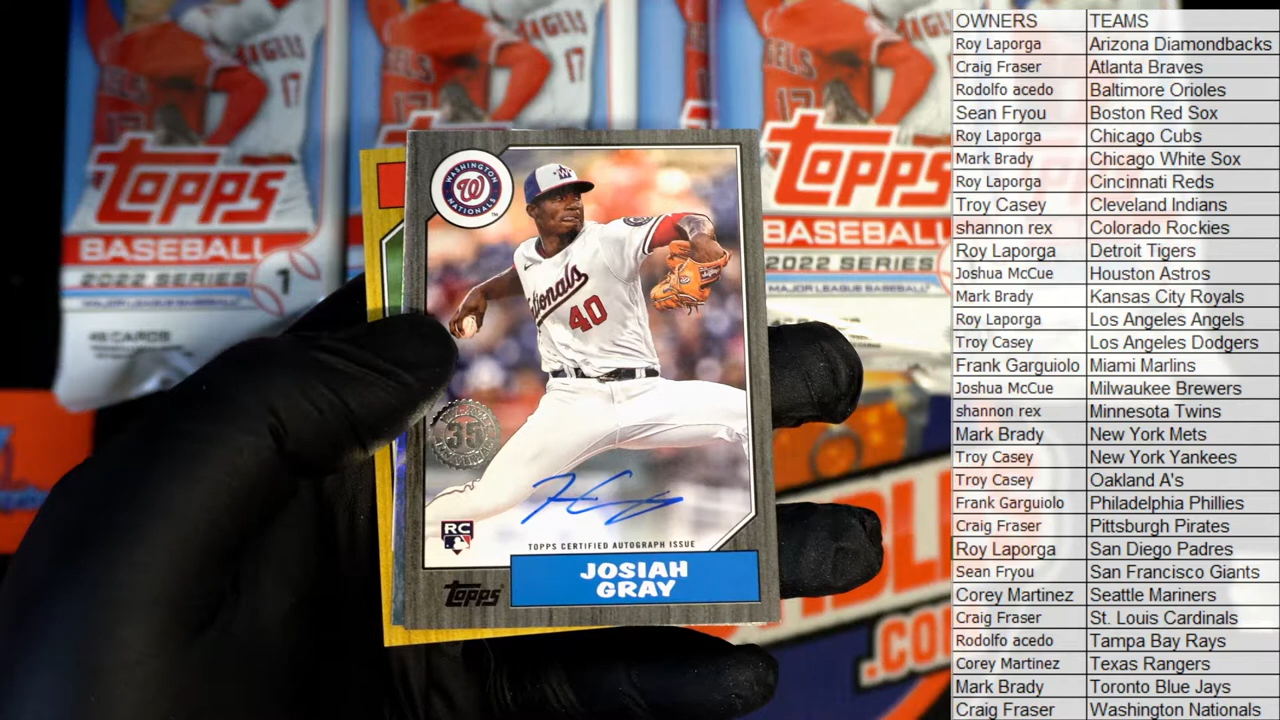 TOPPS
BASEBALL
2022 SERIES
1
MAJOR LEAGUE BASEBALL
TOPPS
BASEBALL
2022 SERIES
MAJOR LEAGUE BASEBALL
ANGELS
17
WASHINGTON
NATIONALS
W
Nationals
40
35
RC
TOPPS CERTIFIED AUTOGRAPH ISSUE
JOSIAH
GRAY
Topps
.CO
OWNERS TEAMS
Roy Laporga Arizona Diamondbacks
Craig Fraser Atlanta Braves
Rodolfo acedo Baltimore Orioles
Sean Fryou Boston Red Sox
Roy Laporga Chicago Cubs
Mark Brady Chicago White Sox
Roy Laporga Cincinnati Reds
Troy Casey Cleveland Indians
shannon rex Colorado Rockies
Roy Laporga Detroit Tigers
Joshua McCue Houston Astros
Mark Brady Kansas City Royals
Roy Laporga Los Angeles Angels
Troy Casey Los Angeles Dodgers
Frank Garguiolo Miami Marlins
Joshua McCue Milwaukee Brewers
shannon rex Minnesota Twins
Mark Brady New York Mets
Troy Casey New York Yankees
Troy Casey Oakland A's
Frank Garguiolo Philadelphia Phillies
Craig Fraser Pittsburgh Pirates
Roy Laporga San Diego Padres
Sean Fryou San Francisco Giants
Corey Martinez Seattle Mariners
Craig Fraser St. Louis Cardinals
Rodolfo acedo Tampa Bay Rays
Corey Martinez Texas Rangers
Mark Brady Toronto Blue Jays
Craig Fraser Washington Nationals